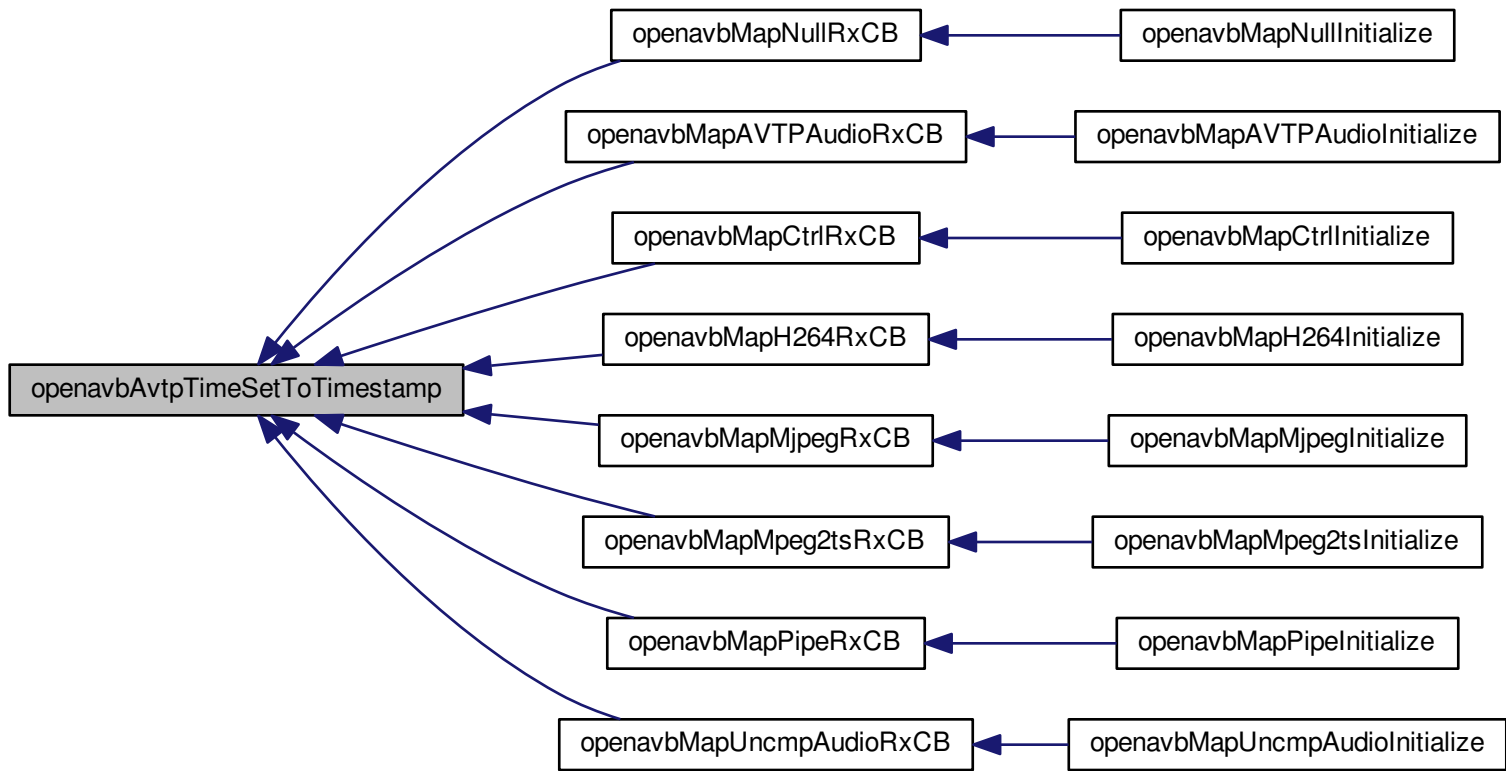 openavbMapNullRxCB
openavbMapNullInitialize
openavbMapAVTPAudioRxCB
openavbMapAVTPAudioInitialize
openavbMapCtrlRxCB
openavbMapCtrlInitialize
openavbMapH264RxCB
openavbMapH264Initialize
openavbAvtpTimeSetToTimestamp
openavbMapMjpegRxCB
openavbMapMjpegInitialize
openavbMapMpeg2tsRxCB
openavbMapMpeg2tsInitialize
openavbMapPipeRxCB
openavbMapPipeInitialize
openavbMapUncmpAudioRxCB
openavbMapUncmpAudioInitialize